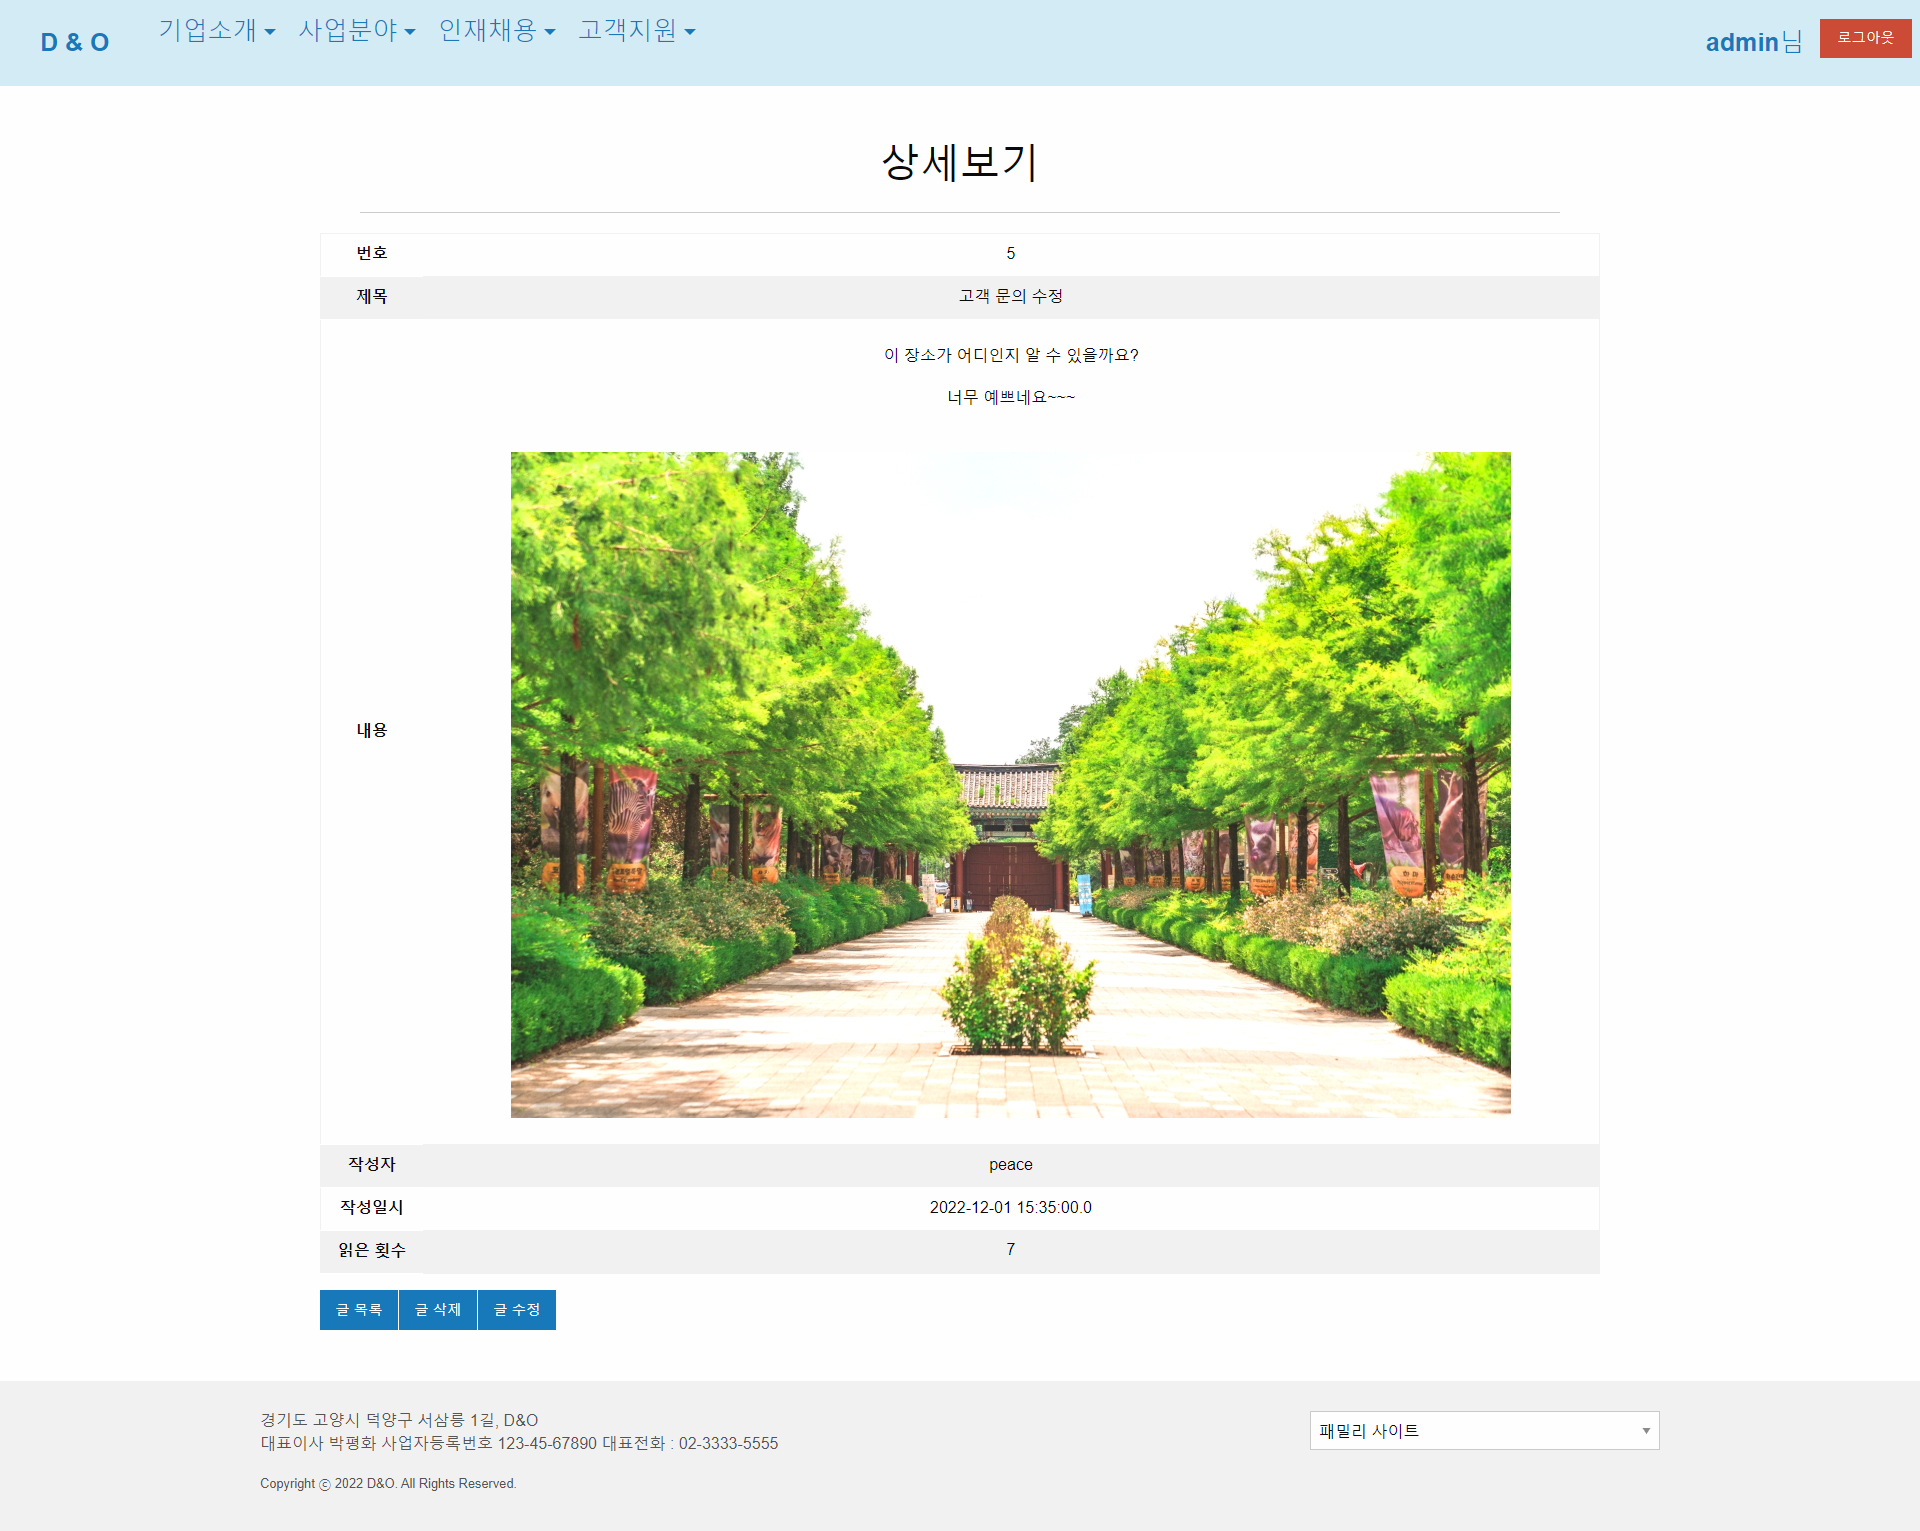 D & O 기업소개 사업분야 인재채용 고객지원 admin님 로그아웃
상세보기
번호 5
제목 고객 문의 수정
이 장소가 어디인지 알 수 있을까요?
너무 예쁘네요~~~
내용
하마
작성자 peace
작성일시 2022-12-01 15:35:00.0
읽은 횟수 7
글 목록 글 삭제 글 수정
경기도 고양시 덕양구 서삼릉 1길, D&O
대표이사 박평화 사업자등록번호 123-45-67890 대표전화 : 02-3333-5555
패밀리 사이트
Copyright ⓒ 2022 D&O. All Rights Reserved.